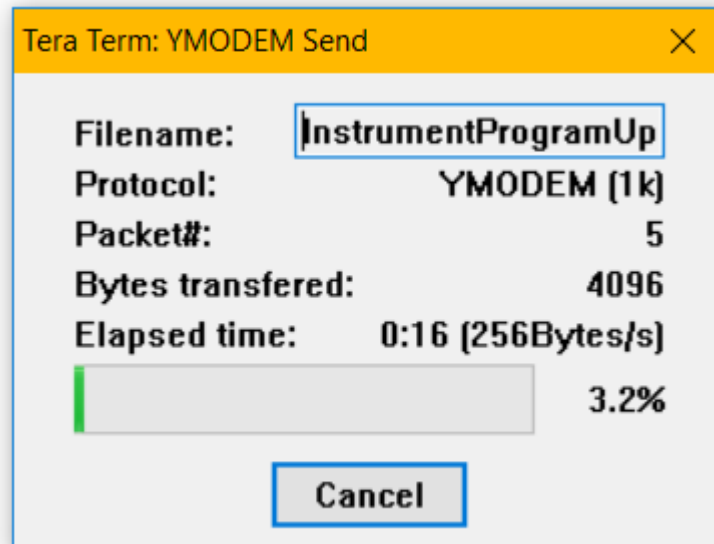 Tera Term: YMODEM Send
Filename: InstrumentProgramUp
Protocol: YMODEM (1k)
Packet#: 5
Bytes transfered: 4096
Elapsed time: 0:16 (256Bytes/s)
3.2%
Cancel